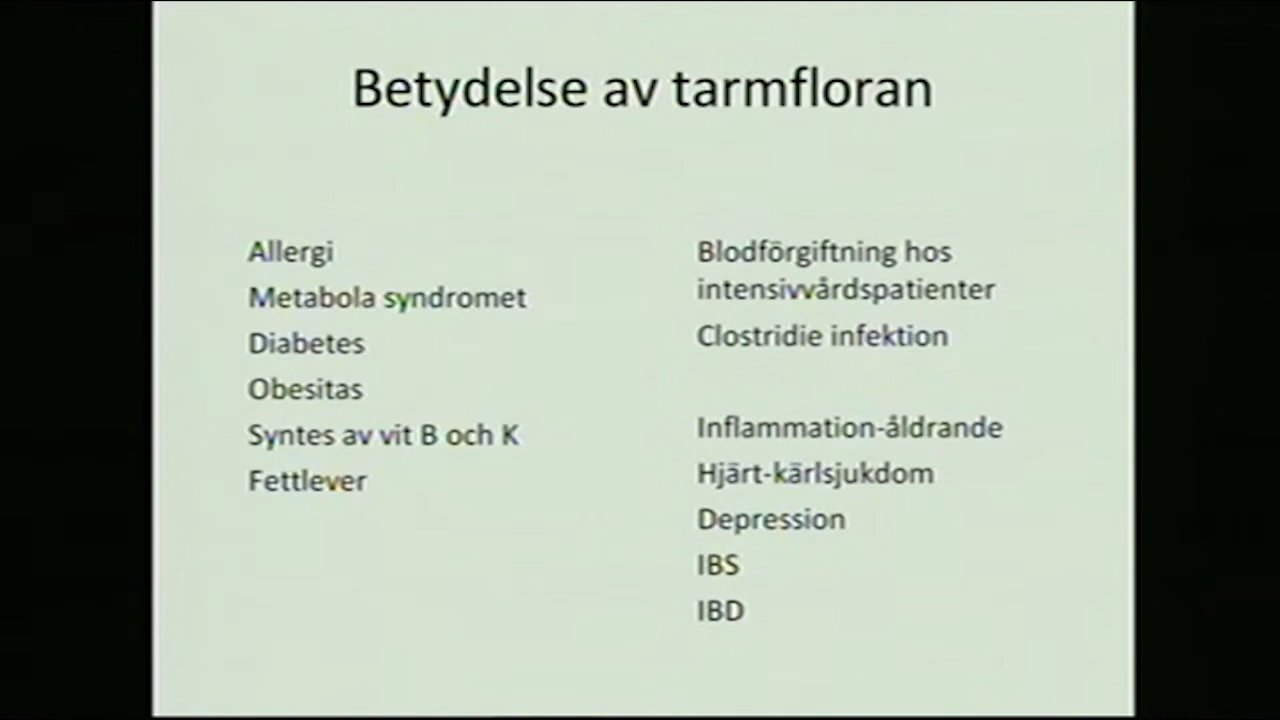 Betydelse av tarmfloran
Allergi
Metabola syndromet
Diabetes
Obesitas
Syntes av vit B och K
Fettlever
Blodförgiftning hos
intensivvårdspatienter
Clostridie infektion
Inflammation-åldrande
Hjärt-kärlsjukdom
Depression
IBS
IBD